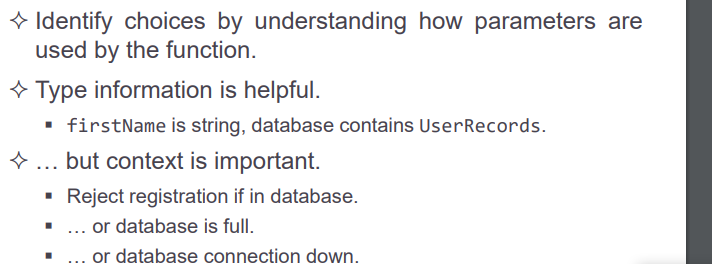 ✧ Identify choices by understanding how parameters are
used by the function.
✧ Type information is helpful.
▪ firstName is string, database contains UserRecords.
✧ … but context is important.
▪ Reject registration if in database.
▪ … or database is full.
▪ … or database connection down.